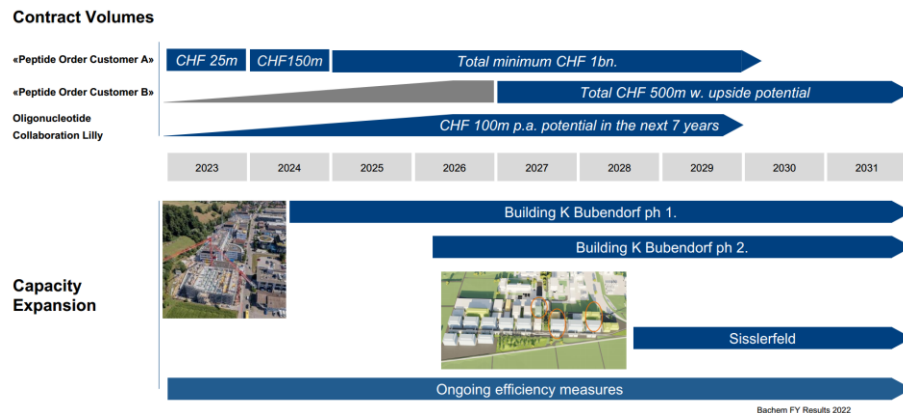 Contract Volumes
«Peptide Order Customer A»
CHF 25m
CHF150m
Total minimum CHF 1bn.
«Peptide Order Customer B»
Total CHF 500m w. upside potential
Oligonucleotide
Collaboration Lilly
CHF 100m p.a. potential in the next 7 years
2023
2024
2025
2026
2027
2028
2029
2030
2031
Building K Bubendorf ph 1.
Building K Bubendorf ph 2.
Capacity
Expansion
Sisslerfeld
Ongoing efficiency measures
Bachem FY Results 2022